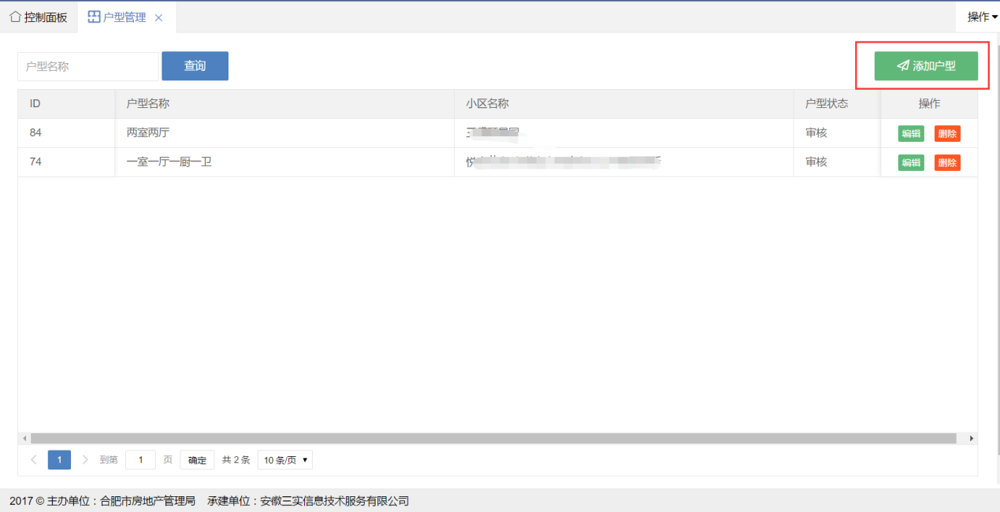 控制面板 户型管理 操作
户型名称 查询 添加户型
ID 户型名称 小区名称 户型状态 操作
84 两室两厅 审核 编辑 删除
74 一室一厅一厨一卫 悦 审核 编辑 删除
1 到第 1 页 确定 共 2 条 10 条/页
2017 © 主办单位：合肥市房地产管理局 承建单位：安徽三实信息技术服务有限公司